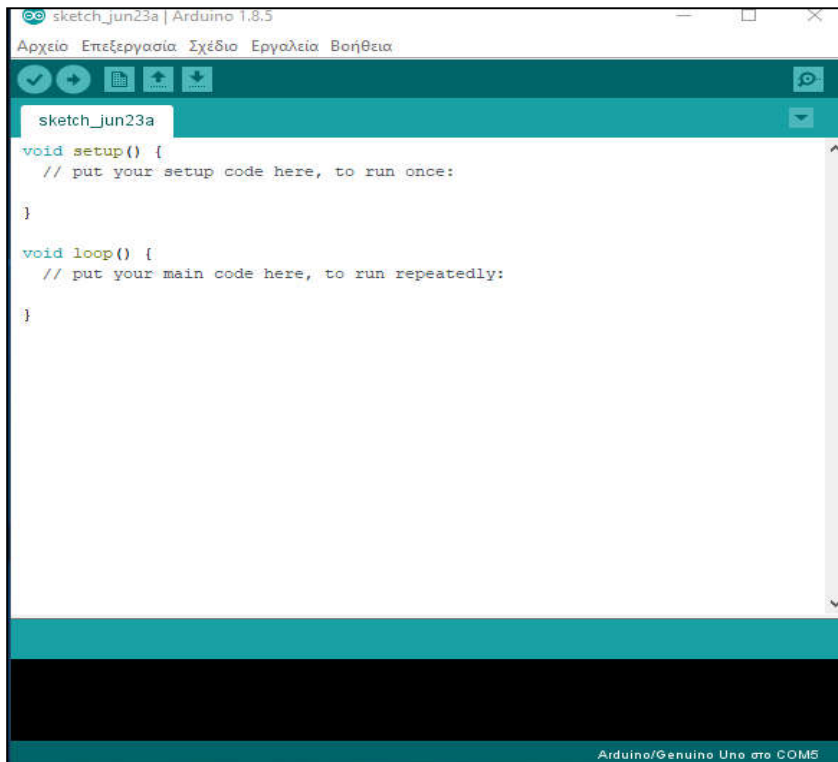 sketch_jun23a | Arduino 1.8.5
Αρχείο Επεξεργασία Σχέδιο Εργαλεία Βοήθεια
sketch_jun23a
void setup() {
  // put your setup code here, to run once:
}
void loop() {
  // put your main code here, to run repeatedly:
}
Arduino/Genuino Uno στο COM5